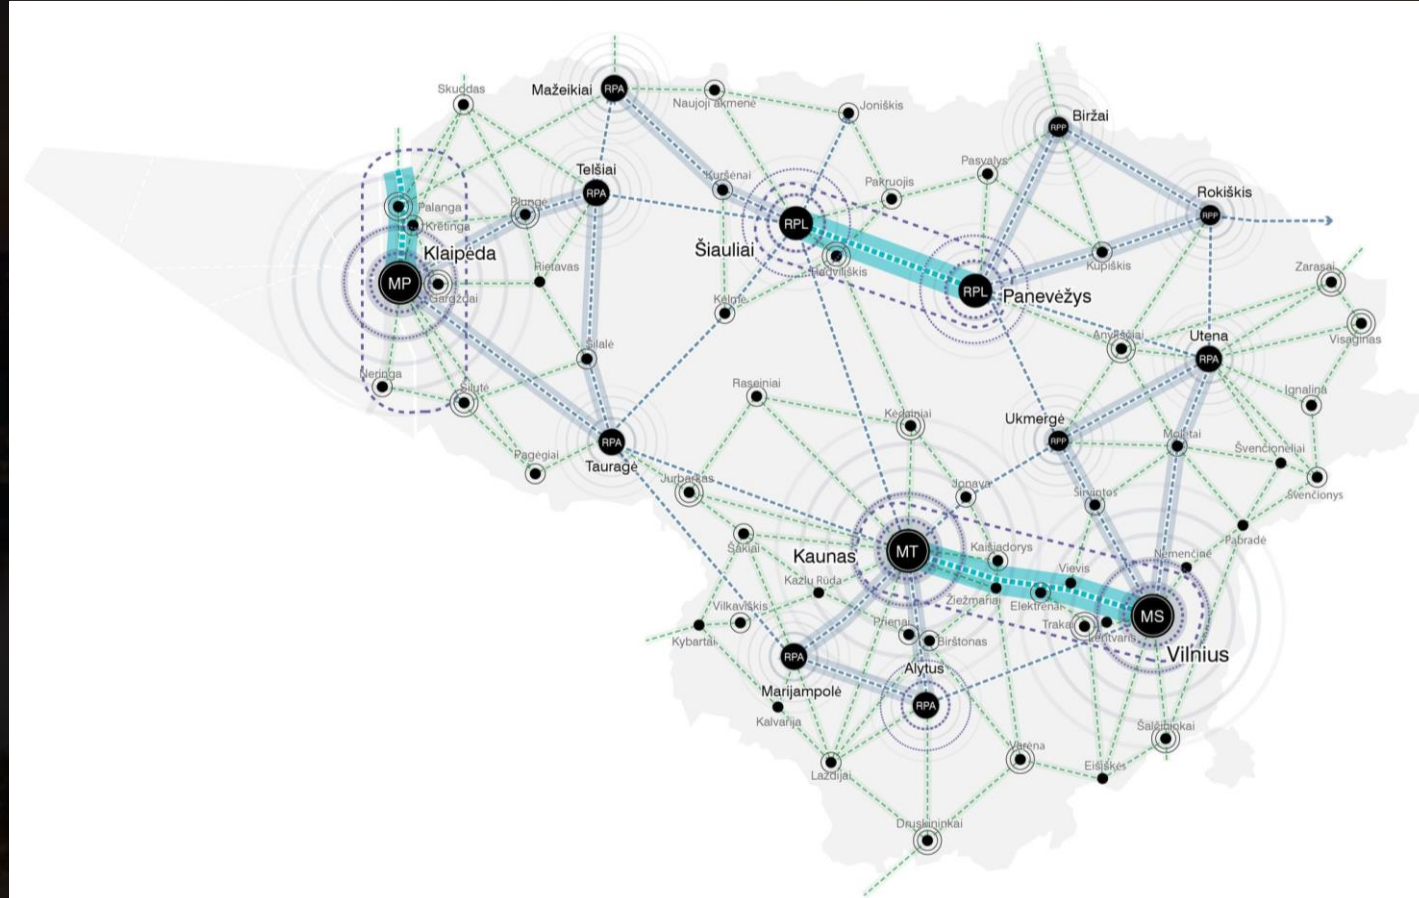 Skuodas
Mažeikiai
RPA
Naujoji akmenė
Joniškis
Biržai
RPP
Telšiai
RPA
Kuršėnai
Pakruojis
Pasvalys
Rokiškis
RPP
Palanga
Kretinga
Plungė
Klaipėda
MP
Gargždai
Rietavas
RPL
Šiauliai
Radviliškis
RPL
Panevėžys
Kupiškis
Zarasai
Kelmė
Visaginas
Šilalė
Anykščiai
Utena
RPA
Neringa
Šilutė
Raseiniai
Kėdainiai
Ukmergė
RPP
Ignalina
RPA
Tauragė
Pagėgiai
Molėtai
Švenčionėliai
Jurbarkas
Jonava
Širvintos
Švenčionys
Šakiai
Kaunas
MT
Kaišiadorys
Pabradė
Nemenčinė
Kazlų Rūda
Vievis
Žiežmariai
Elektrėnai
Vilkaviškis
Kybartai
Prienai
Birštonas
Trakai
Lentvaris
MS
Vilnius
RPA
Marijampolė
Alytus
RPA
Kalvarija
Lazdijai
Varėna
Eišiškės
Šalčininkai
Druskininkai